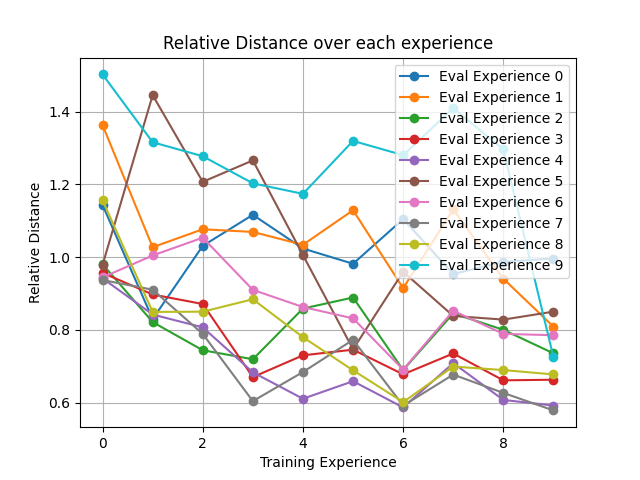 Relative Distance over each experience
Eval Experience 0
Eval Experience 1
Eval Experience 2
Eval Experience 3
Eval Experience 4
Eval Experience 5
Eval Experience 6
Eval Experience 7
Eval Experience 8
Eval Experience 9
Relative Distance
1.4
1.2
1.0
0.8
0.6
0 2 4 6 8
Training Experience